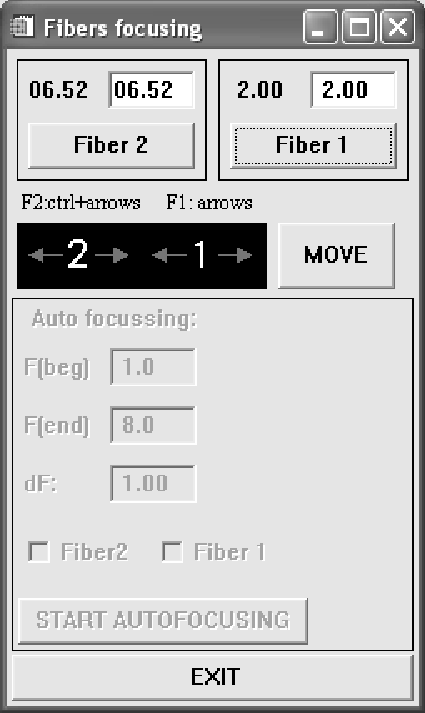 Fibers focusing
06.52 06.52 2.00 2.00
Fiber 2 Fiber 1
F2:ctrl+arrows F1: arrows
2 1 MOVE
Auto focussing:
F(beg) 1.0
F(end) 8.0
dF: 1.00
Fiber2 Fiber 1
START AUTOFOCUSING
EXIT